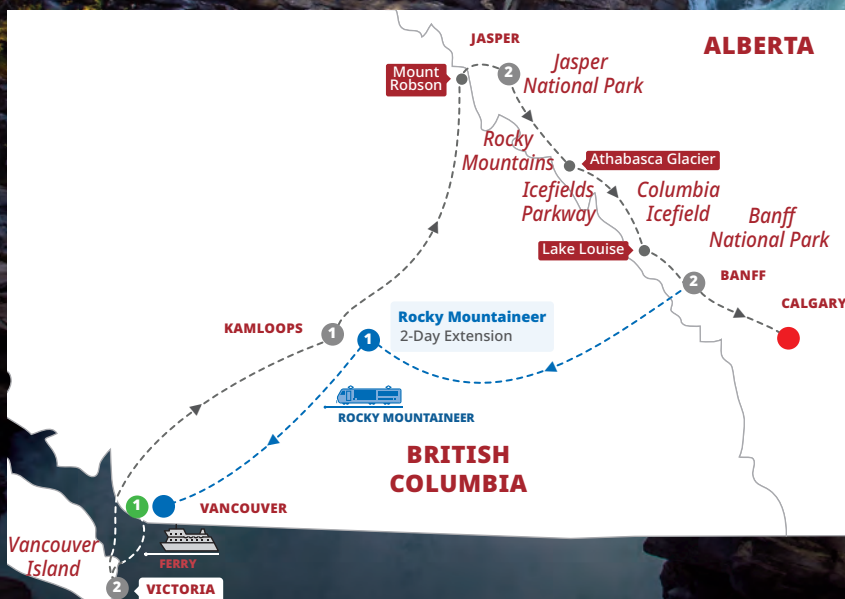 JASPER
ALBERTA
Mount
Robson
2
Jasper
National Park
Rocky
Mountains
Athabasca Glacier
Icefields
Parkway
Columbia
Icefield
Banff
National Park
Lake Louise
2
BANFF
CALGARY
KAMLOOPS
1
1
Rocky Mountaineer
2-Day Extension
ROCKY MOUNTAINEER
BRITISH
COLUMBIA
1
VANCOUVER
Vancouver
Island
FERRY
2
VICTORIA